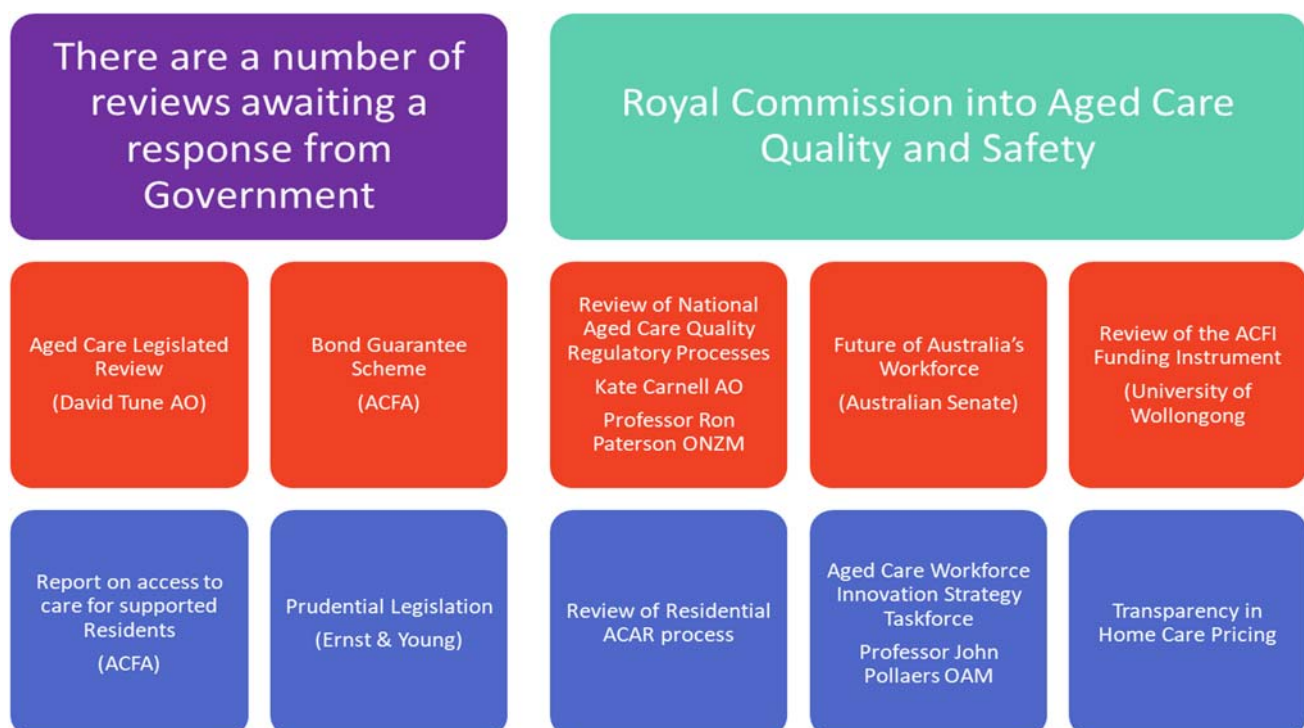 There are a number of
reviews awaiting a
response from
Government
Royal Commission into Aged Care
Quality and Safety
Aged Care Legislated
Review
(David Tune AO)
Bond Guarantee
Scheme
(ACFA)
Review of National
Aged Care Quality
Regulatory Processes
Kate Carnell AO
Professor Ron
Paterson ONZM
Future of Australia's
Workforce
(Australian Senate)
Review of the ACFI
Funding Instrument
(University of
Wollongong
Report on access to
care for supported
Residents
(ACFA)
Prudential Legislation
(Ernst & Young)
Review of Residential
ACAR process
Aged Care Workforce
Innovation Strategy
Taskforce
Professor John
Pollaers OAM
Transparency in
Home Care Pricing